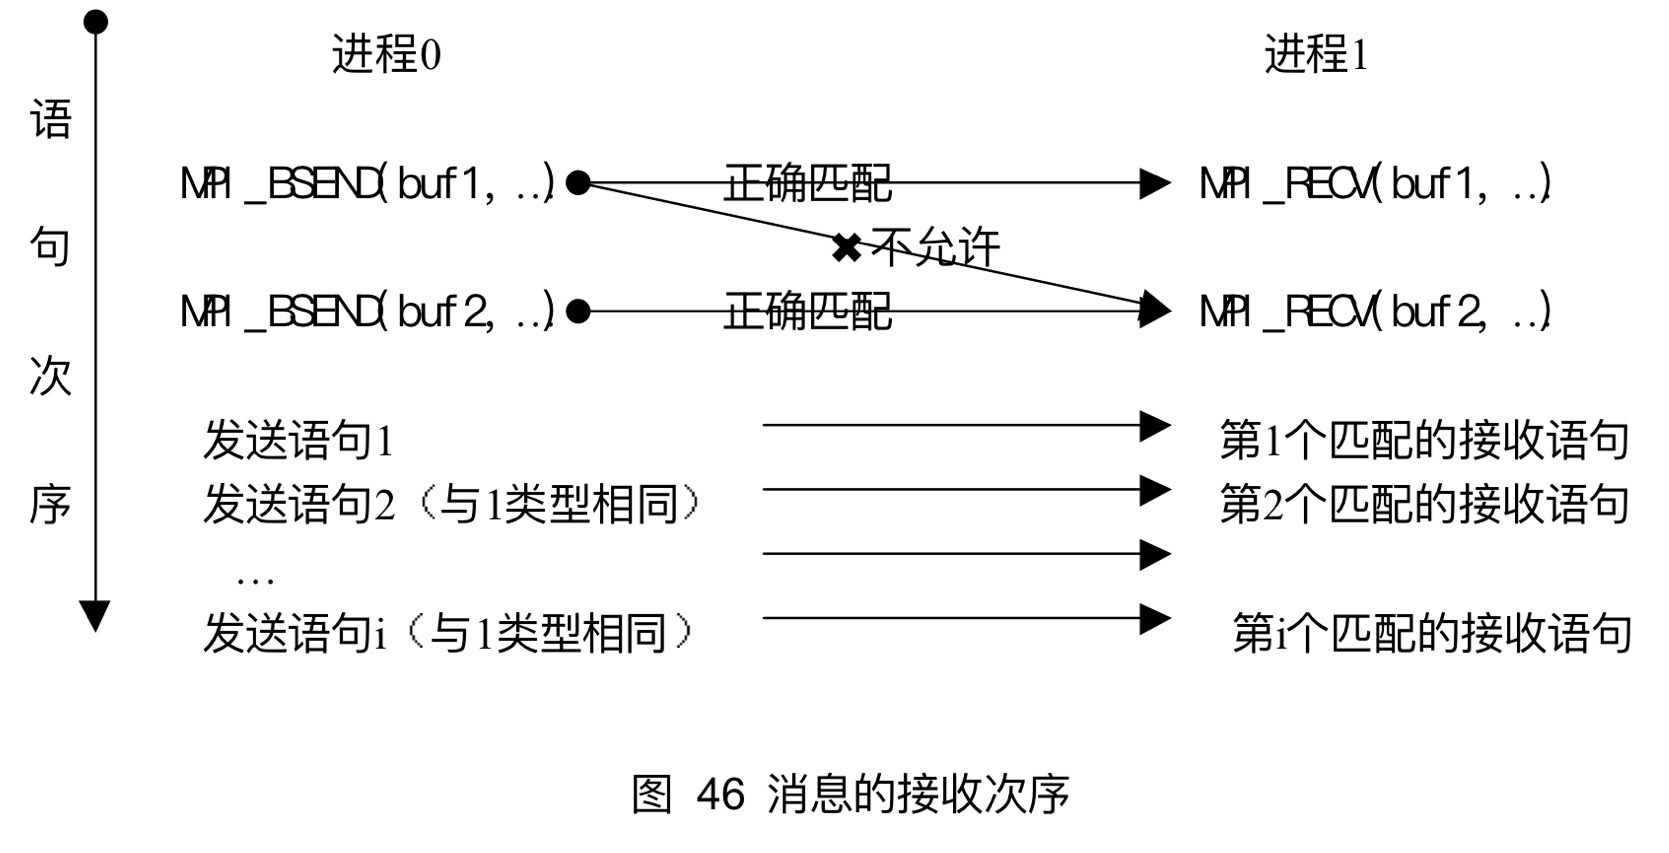 进程0 进程1
语
MPI_BSEND(buf1, ...) 正确匹配 MPI_RECV(buf1, ...)
句
✖不允许
MPI_BSEND(buf2, ...) 正确匹配 MPI_RECV(buf2, ...)
次
发送语句1 第1个匹配的接收语句
序
发送语句2（与1类型相同） 第2个匹配的接收语句
…
发送语句i（与1类型相同） 第i个匹配的接收语句
图 46 消息的接收次序